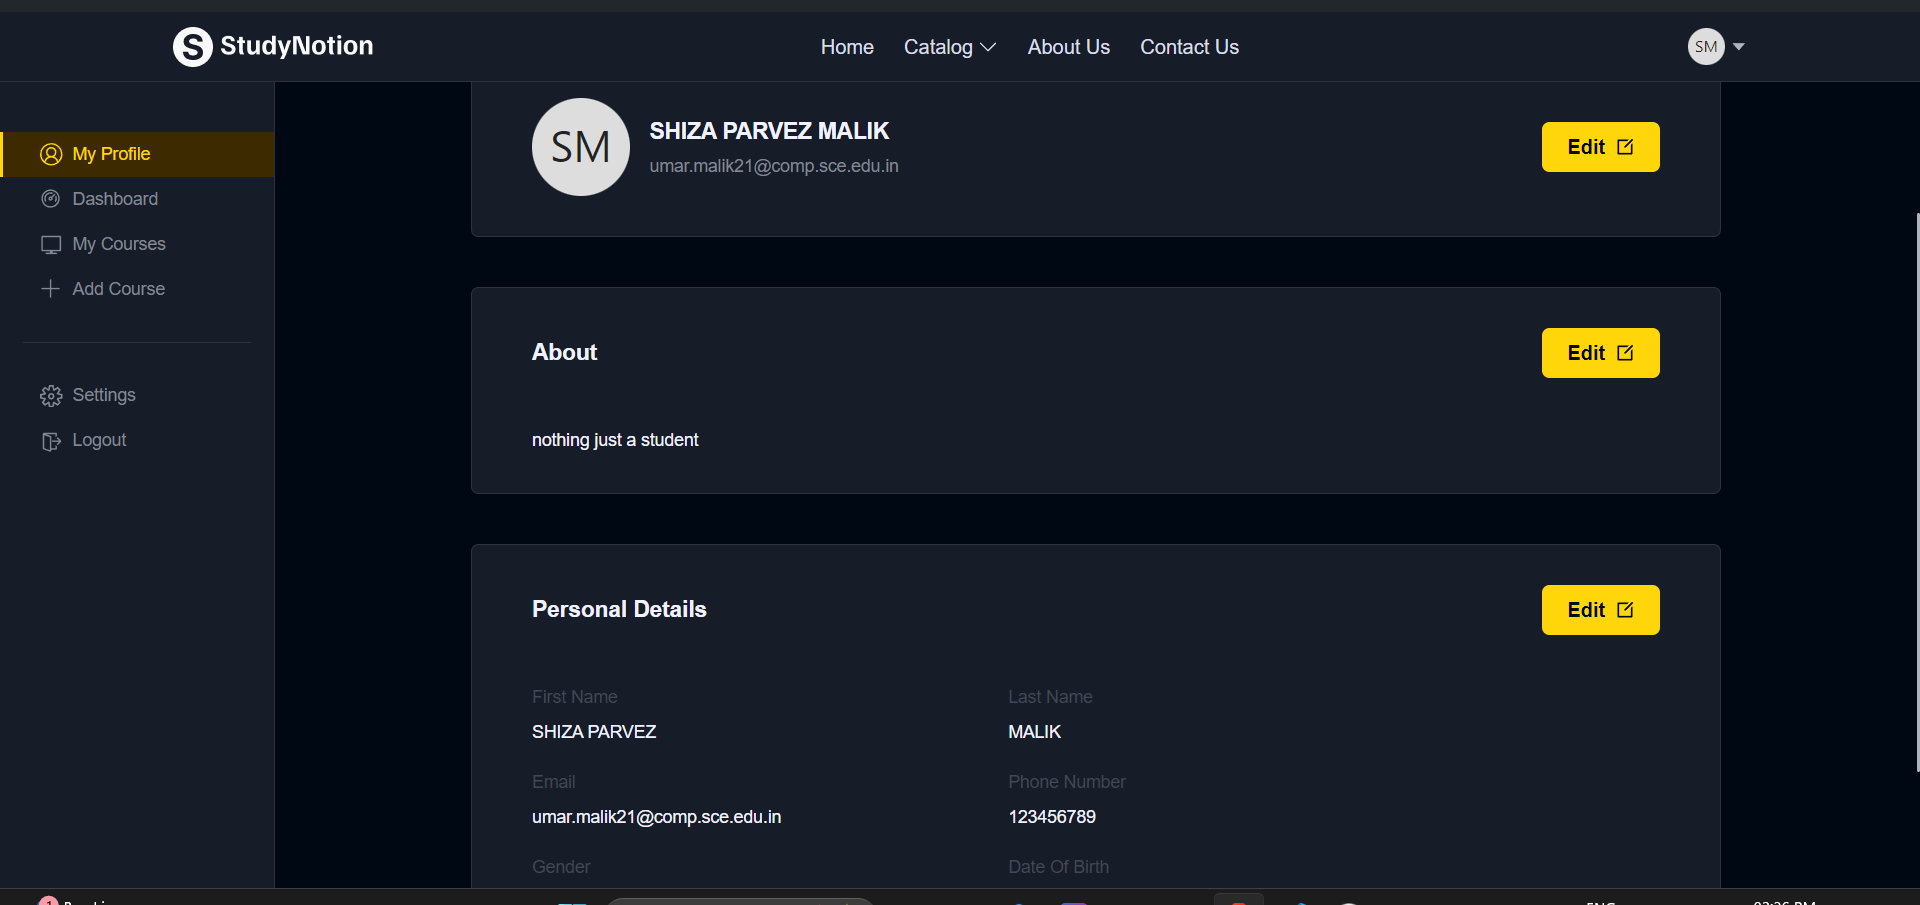 S StudyNotion
Home Catalog About Us Contact Us
SM
My Profile
Dashboard
My Courses
Add Course
Settings
Logout
SM
SHIZA PARVEZ MALIK
umar.malik21@comp.sce.edu.in
Edit
About
Edit
nothing just a student
Personal Details
Edit
First Name Last Name
SHIZA PARVEZ MALIK
Email Phone Number
umar.malik21@comp.sce.edu.in 123456789
Gender Date Of Birth